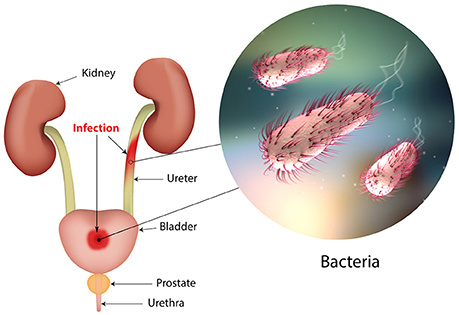 Kidney
Infection
Ureter
Bladder
Bacteria
Prostate
Urethra